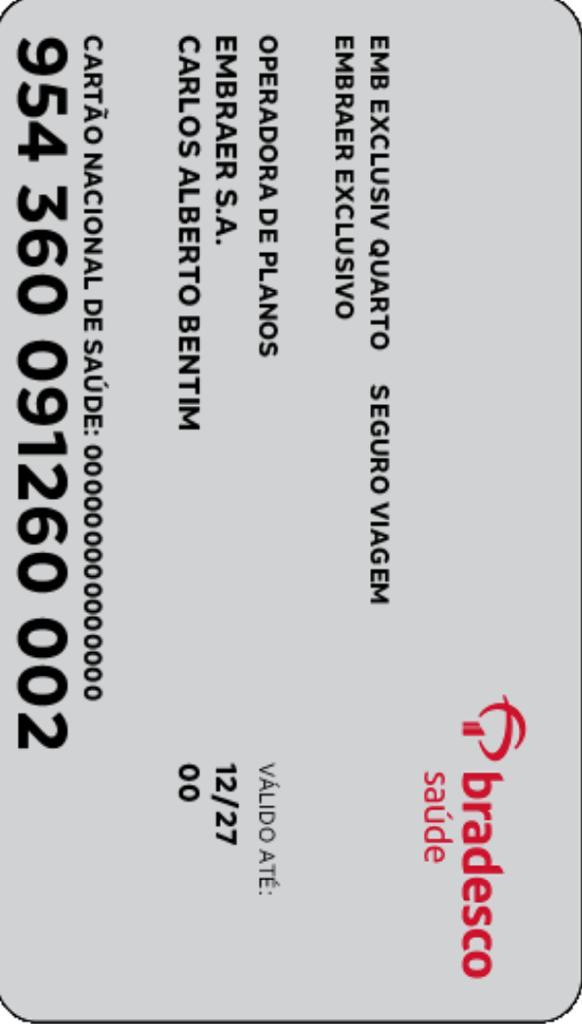 bradesco
saúde
EMB EXCLUSIV QUARTO SEGURO VIAGEM
EMBRAER EXCLUSIVO
OPERADORA DE PLANOS VÁLIDO ATÉ:
EMBRAER S.A. 12/27
CARLOS ALBERTO BENTIM 00
CARTÃO NACIONAL DE SAÚDE: 000000000000000
954 360 091260 002